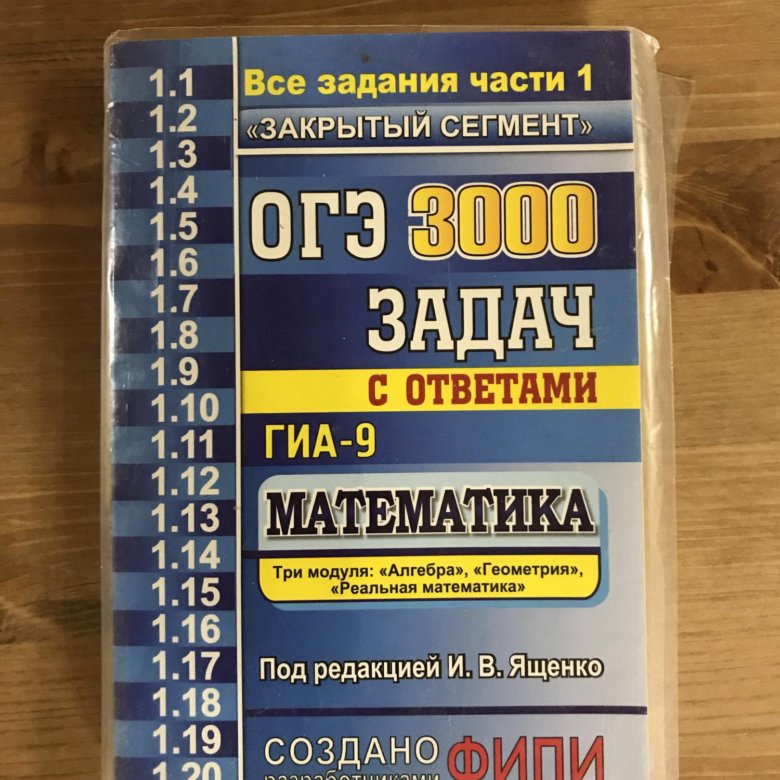 1.1
1.2
1.3
1.4
1.5
1.6
1.7
1.8
1.9
1.10
1.11
1.12
1.13
1.14
1.15
1.16
1.17
1.18
1.19
1.20
Все задания части 1
«ЗАКРЫТЫЙ СЕГМЕНТ»
ОГЭ 3000
ЗАДАЧ
С ОТВЕТАМИ
ГИА-9
МАТЕМАТИКА
Три модуля: «Алгебра», «Геометрия»,
«Реальная математика»
Под редакцией И. В. Ященко
СОЗДАНО ФИПИ
разработчиками